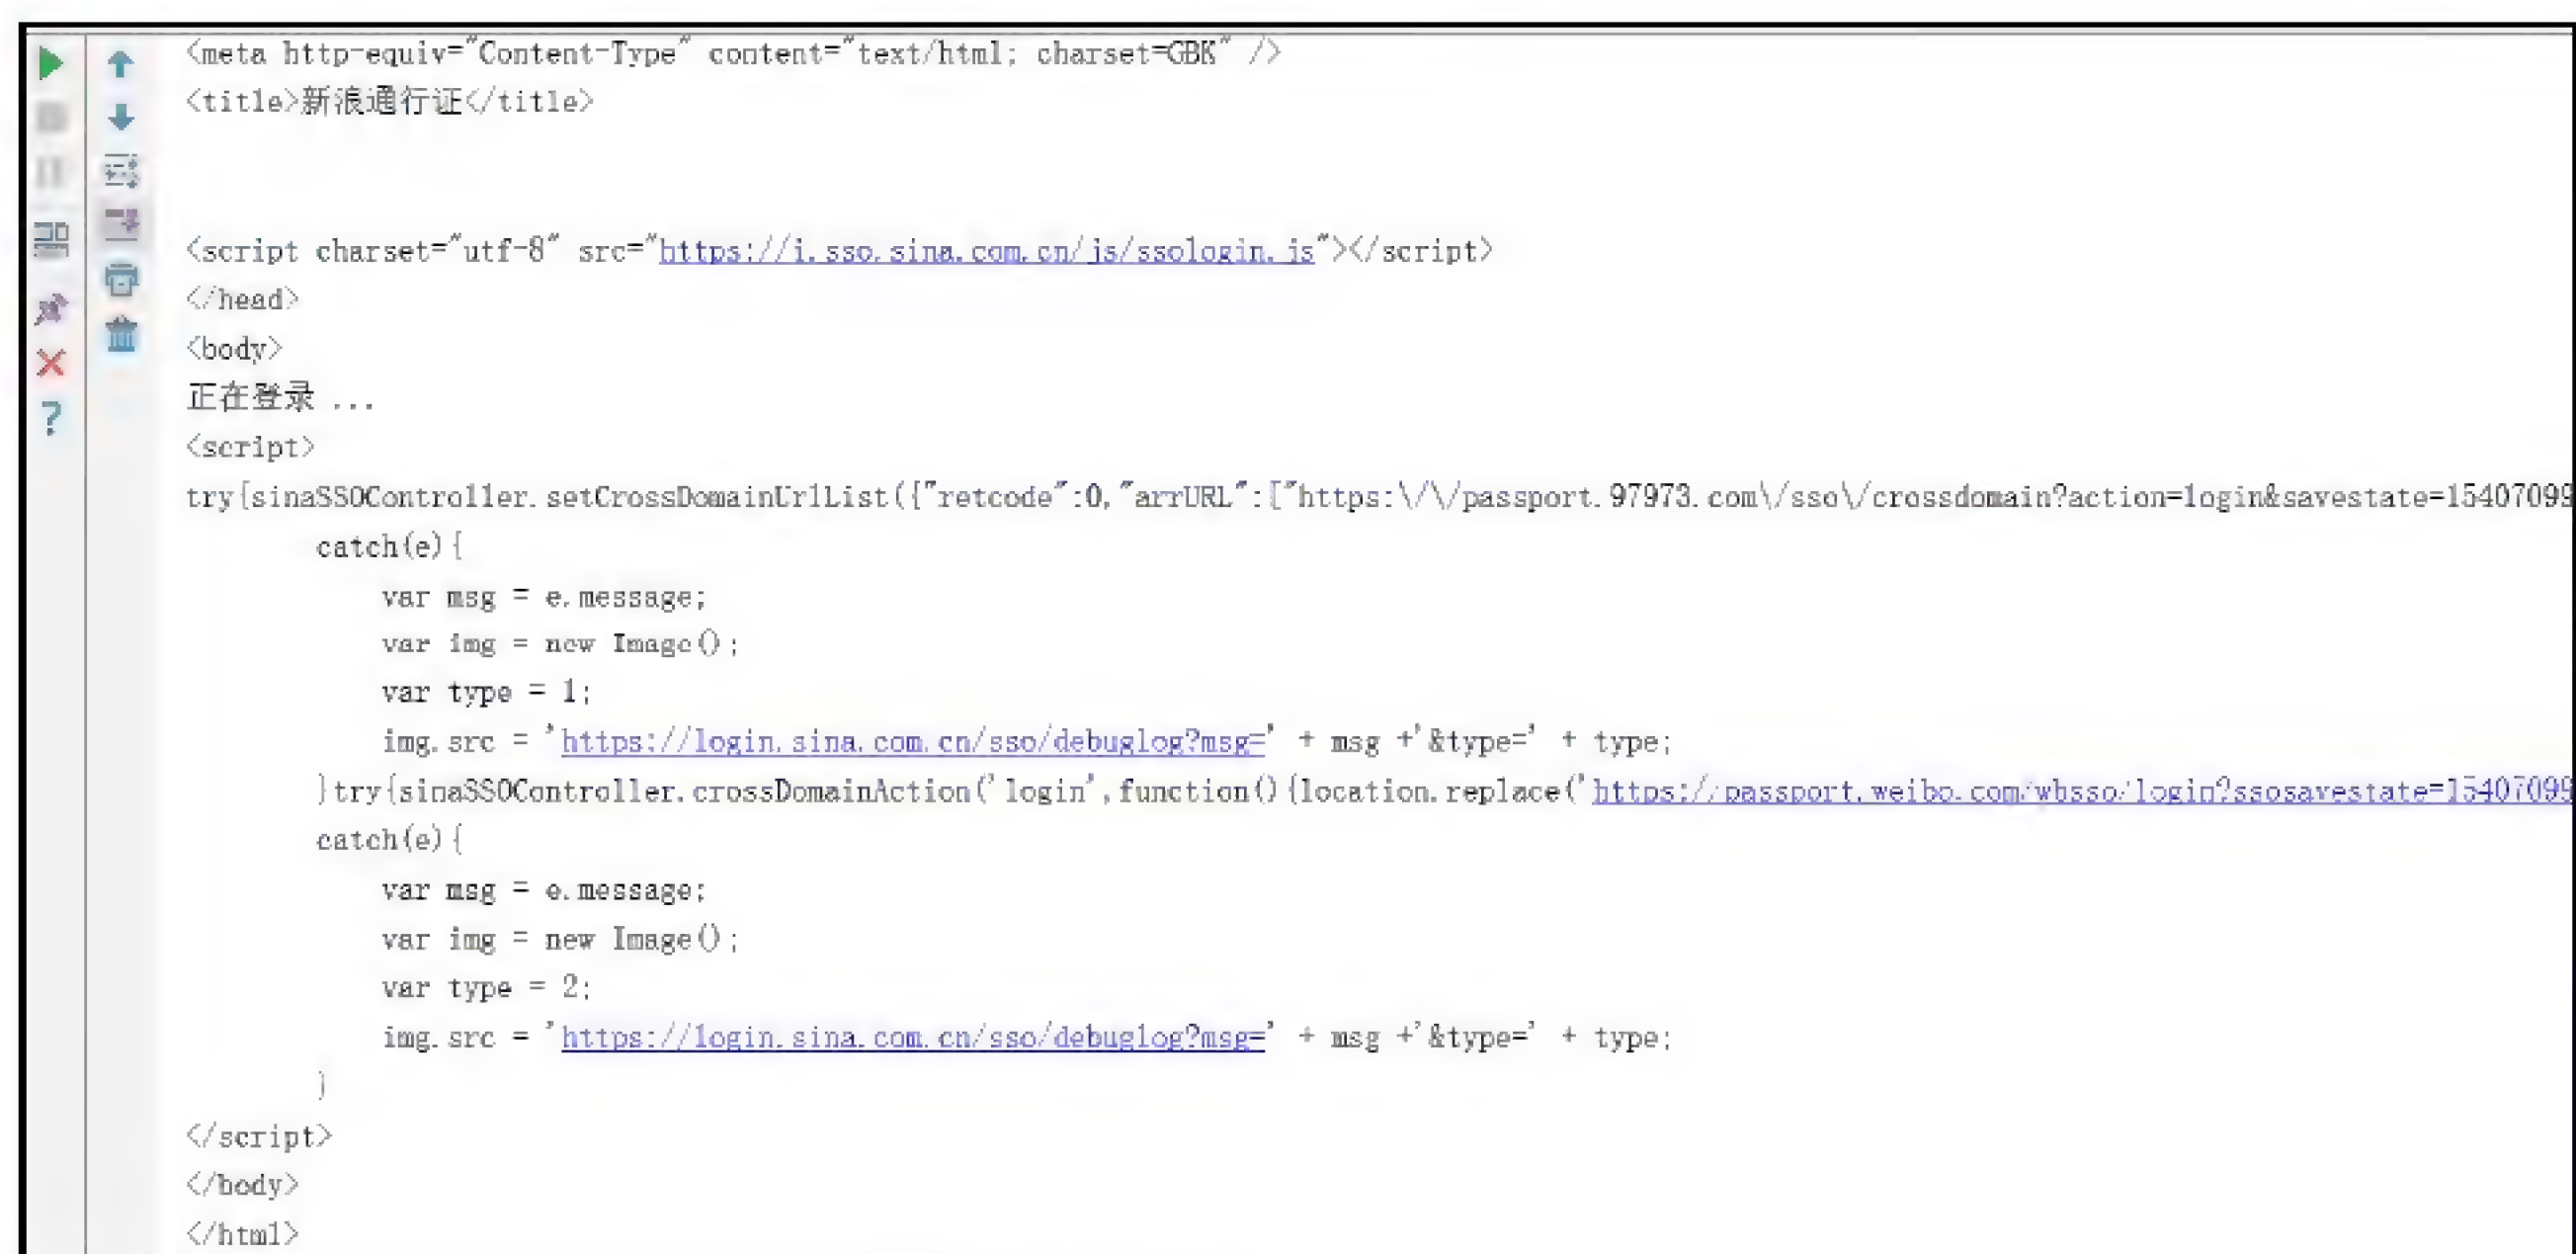 <meta http-equiv="Content-Type" content="text/html; charset=GBK" />
<title>新浪通行证</title>
<script charset="utf-8" src="https://i.sso.sina.com.cn/js/ssologin.js"></script>
</head>
<body>
正在登录 ...
<script>
try{sinaSSOController.setCrossDomainUrlList({"retcode":0,"arrURL":["https:\/\/passport.97973.com\/sso\/crossdomain?action=login&savestate=15407099
catch(e){
var msg = e.message;
var img = new Image();
var type = 1;
img.src = 'https://login.sina.com.cn/sso/debuglog?msg=' + msg +'&type=' + type;
}try{sinaSSOController.crossDomainAction('login',function(){location.replace('https://passport.weibo.com/wbsso/login?ssosavestate=15407099
catch(e){
var msg = e.message;
var img = new Image();
var type = 2;
img.src = 'https://login.sina.com.cn/sso/debuglog?msg=' + msg +'&type=' + type;
}
</script>
</body>
</html>